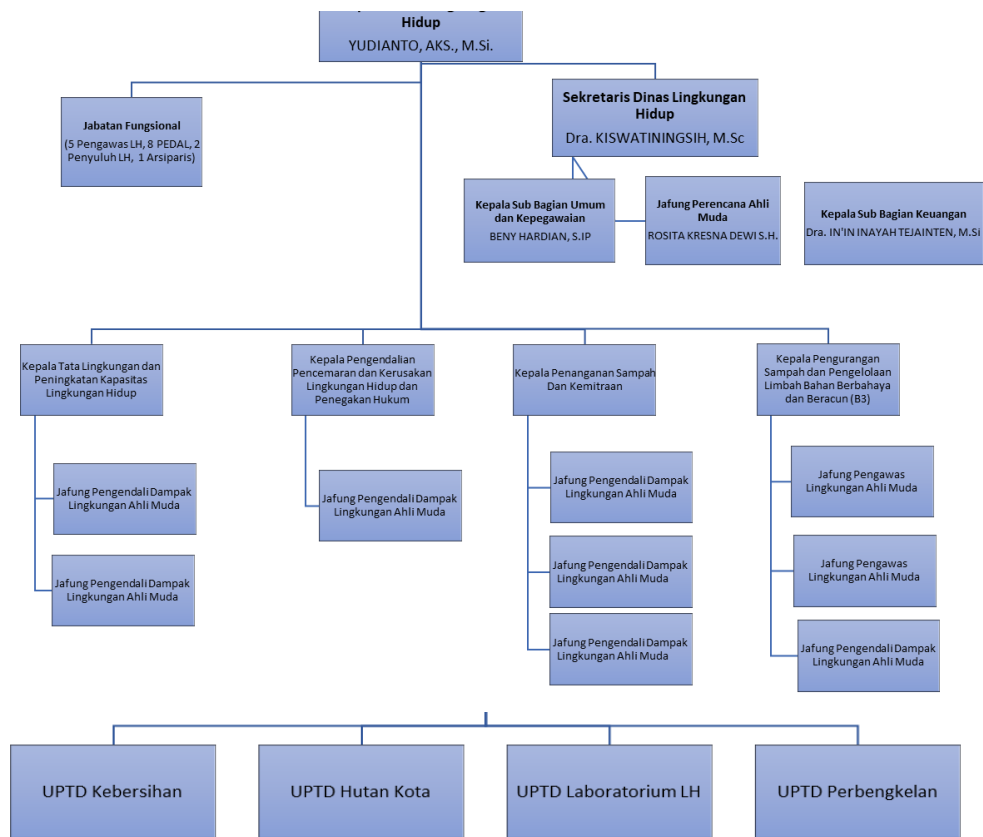 Hidup
YUDIANTO, AKS., M.Si.
Jabatan Fungsional
(5 Pengawas LH, 8 PEDAL, 2
Penyuluh LH, 1 Arsiparis)
Sekretaris Dinas Lingkungan
Hidup
Dra. KISWATININGSIH, M.Sc
Kepala Sub Bagian Umum
dan Kepegawaian
BENY HARDIAN, S.IP
Jafung Perencana Ahli
Muda
ROSITA KRESNA DEWI S.H.
Kepala Sub Bagian Keuangan
Dra. IN'IN INAYAH TEJAINTEN, M.Si
Kepala Tata Lingkungan dan
Peningkatan Kapasitas
Lingkungan Hidup
Kepala Pengendalian
Pencemaran dan Kerusakan
Lingkungan Hidup dan
Penegakan Hukum
Kepala Penanganan Sampah
Dan Kemitraan
Kepala Pengurangan
Sampah dan Pengelolaan
Limbah Bahan Berbahaya
dan Beracun (B3)
Jafung Pengendali Dampak
Lingkungan Ahli Muda
Jafung Pengendali Dampak
Lingkungan Ahli Muda
Jafung Pengendali Dampak
Lingkungan Ahli Muda
Jafung Pengendali Dampak
Lingkungan Ahli Muda
Jafung Pengendali Dampak
Lingkungan Ahli Muda
Jafung Pengendali Dampak
Lingkungan Ahli Muda
Jafung Pengawas
Lingkungan Ahli Muda
Jafung Pengawas
Lingkungan Ahli Muda
Jafung Pengendali Dampak
Lingkungan Ahli Muda
UPTD Kebersihan
UPTD Hutan Kota
UPTD Laboratorium LH
UPTD Perbengkelan